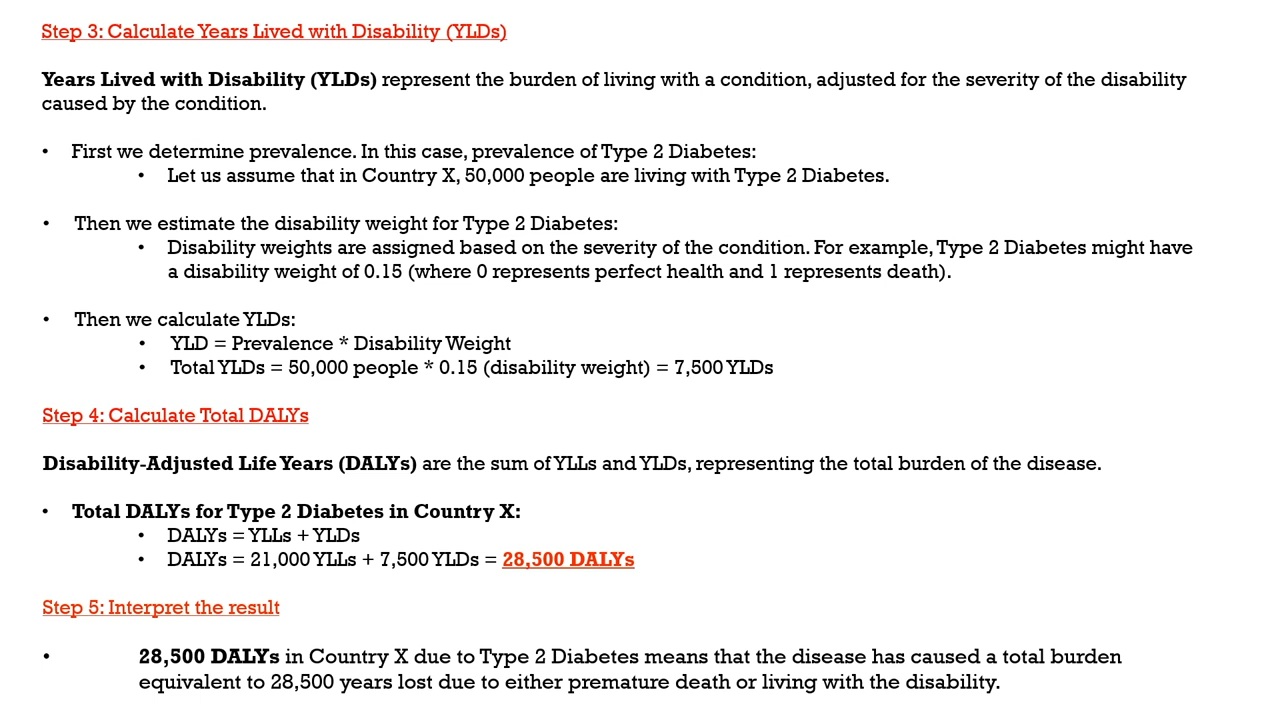 Step 3: Calculate Years Lived with Disability (YLDs)
Years Lived with Disability (YLDs) represent the burden of living with a condition, adjusted for the severity of the disability
caused by the condition.
• First we determine prevalence. In this case, prevalence of Type 2 Diabetes:
• Let us assume that in Country X, 50,000 people are living with Type 2 Diabetes.
• Then we estimate the disability weight for Type 2 Diabetes:
• Disability weights are assigned based on the severity of the condition. For example, Type 2 Diabetes might have
a disability weight of 0.15 (where 0 represents perfect health and 1 represents death).
• Then we calculate YLDs:
• YLD = Prevalence * Disability Weight
• Total YLDs = 50,000 people * 0.15 (disability weight) = 7,500 YLDs
Step 4: Calculate Total DALYs
Disability-Adjusted Life Years (DALYs) are the sum of YLLs and YLDs, representing the total burden of the disease.
• Total DALYs for Type 2 Diabetes in Country X:
• DALYs = YLLs + YLDs
• DALYs = 21,000 YLLs + 7,500 YLDs = 28,500 DALYs
Step 5: Interpret the result
• 28,500 DALYs in Country X due to Type 2 Diabetes means that the disease has caused a total burden
equivalent to 28,500 years lost due to either premature death or living with the disability.